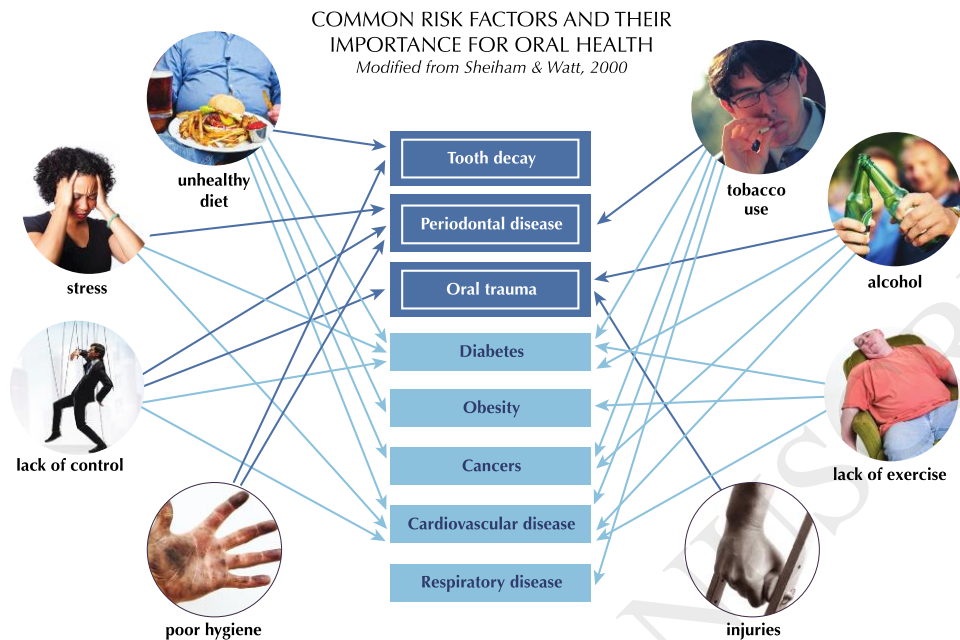 COMMON RISK FACTORS AND THEIR
IMPORTANCE FOR ORAL HEALTH
Modified from Sheiham & Watt, 2000
unhealthy
diet
stress
lack of control
poor hygiene
Tooth decay
Periodontal disease
Oral trauma
Diabetes
Obesity
Cancers
Cardiovascular disease
Respiratory disease
tobacco
use
alcohol
lack of exercise
injuries